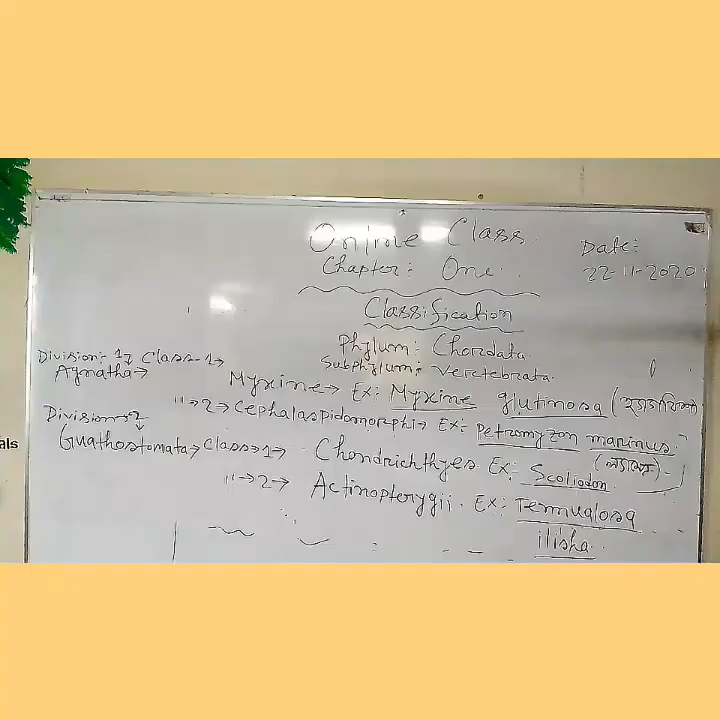 Online Class
Date:
Chapter: One
22-11-2020
Classification
Phylum: Chordata
Subphylum: Vertebrata
Division:- 1↓ Class-1→
Agnatha→
Myxine→ Ex: Myxine glutinosa (
"→2→ Cephalaspidomorphi→ Ex:- Petromyzon marinus.
Division→2
Gnathostomata→ Class→1→ Chondrichthyes Ex: Scoliodon
"→2→ Actinopterygii. Ex: Temualosa
ilisha
als